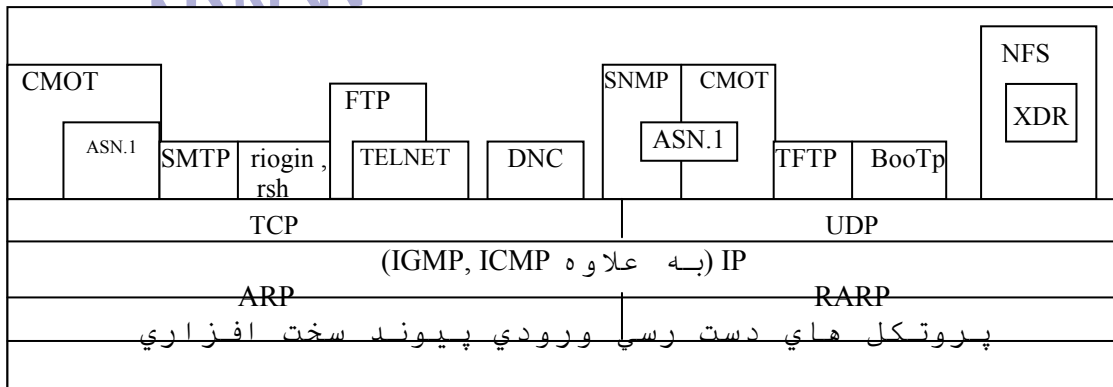 NFS
XDR
CMOT
ASN.1
SMTP
riogin ,
rsh
FTP
TELNET
DNC
SNMP
CMOT
ASN.1
TFTP
BooTp
TCP
UDP
IP (به علاوه IGMP, ICMP)
ARP
RARP
پروتکل هاي دست رسي ورودي پيوند سخت افزاري